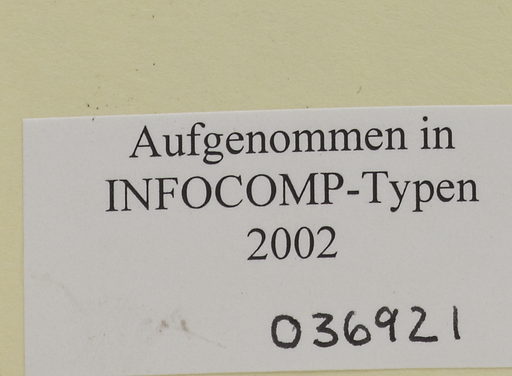 Aufgenommen in
INFOCOMP-Typen
2002
036921